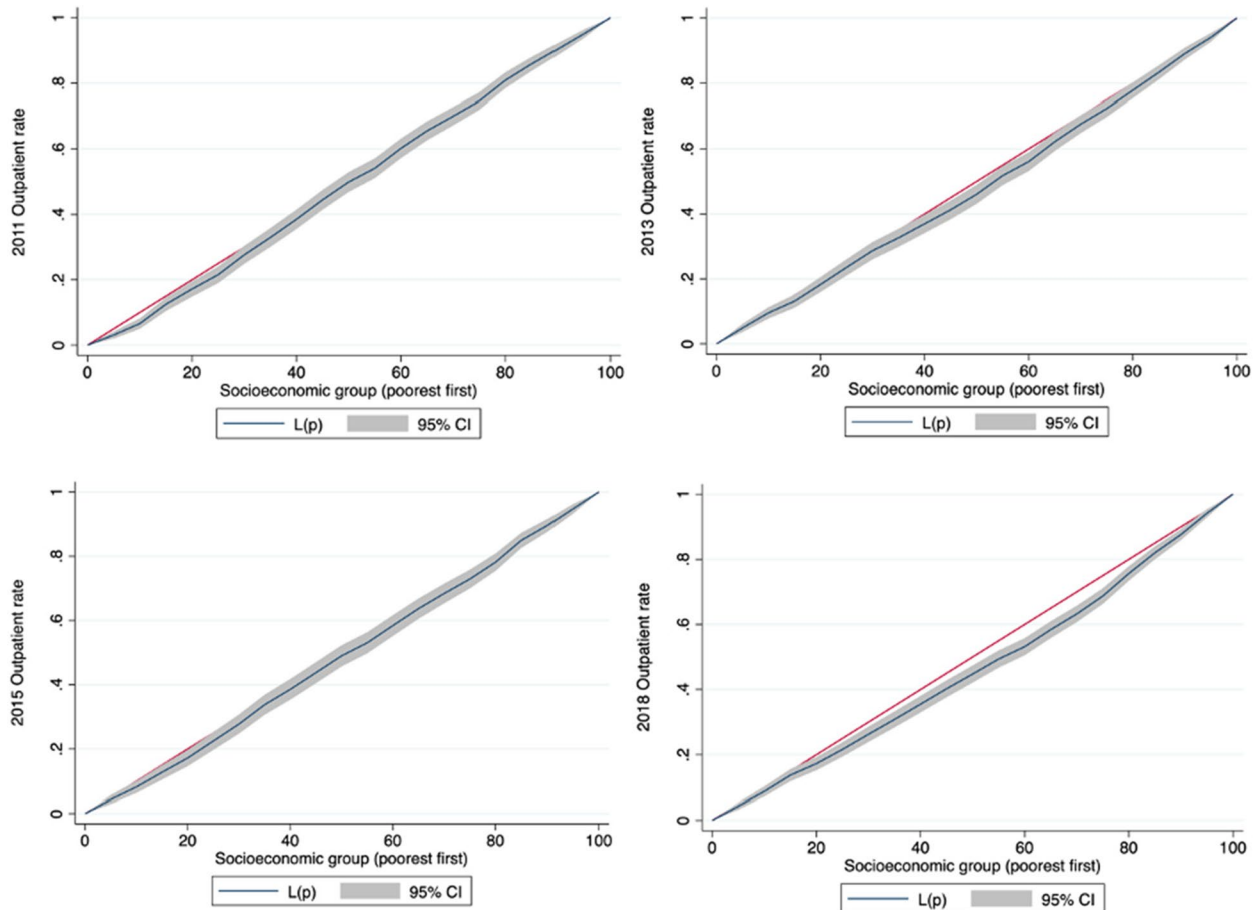 2011 Outpatient rate
1
.8
.6
.4
.2
0
0 20 40 60 80 100
Socioeconomic group (poorest first)
L(p) 95% CI
2013 Outpatient rate
1
.8
.6
.4
.2
0
0 20 40 60 80 100
Socioeconomic group (poorest first)
L(p) 95% CI
2015 Outpatient rate
1
.8
.6
.4
.2
0
0 20 40 60 80 100
Socioeconomic group (poorest first)
L(p) 95% CI
2018 Outpatient rate
1
.8
.6
.4
.2
0
0 20 40 60 80 100
Socioeconomic group (poorest first)
L(p) 95% CI